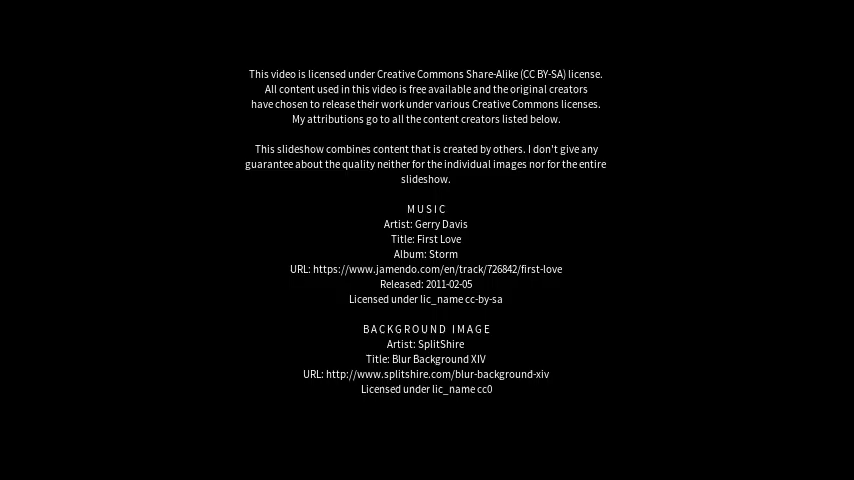 This video is licensed under Creative Commons Share-Alike (CC BY-SA) license.
All content used in this video is free available and the original creators
have chosen to release their work under various Creative Commons licenses.
My attributions go to all the content creators listed below.
This slideshow combines content that is created by others. I don't give any
guarantee about the quality neither for the individual images nor for the entire
slideshow.
MUSIC
Artist: Gerry Davis
Title: First Love
Album: Storm
URL: https://www.jamendo.com/en/track/726842/first-love
Released: 2011-02-05
Licensed under lic_name cc-by-sa
BACKGROUND IMAGE
Artist: SplitShire
Title: Blur Background XIV
URL: http://www.splitshire.com/blur-background-xiv
Licensed under lic_name cc0